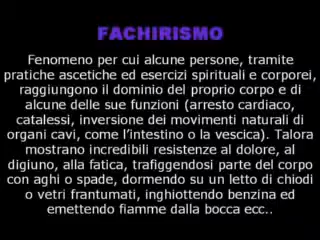 FACHIRISMO
Fenomeno per cui alcune persone, tramite
pratiche ascetiche ed esercizi spirituali e corporei,
raggiungono il dominio del proprio corpo e di
alcune delle sue funzioni (arresto cardiaco,
catalessi, inversione dei movimenti naturali di
organi cavi, come l'intestino o la vescica). Talora
mostrano incredibili resistenze al dolore, al
digiuno, alla fatica, trafiggendosi parte del corpo
con aghi o spade, dormendo su un letto di chiodi
o vetri frantumati, inghiottendo benzina ed
emettendo fiamme dalla bocca ecc..